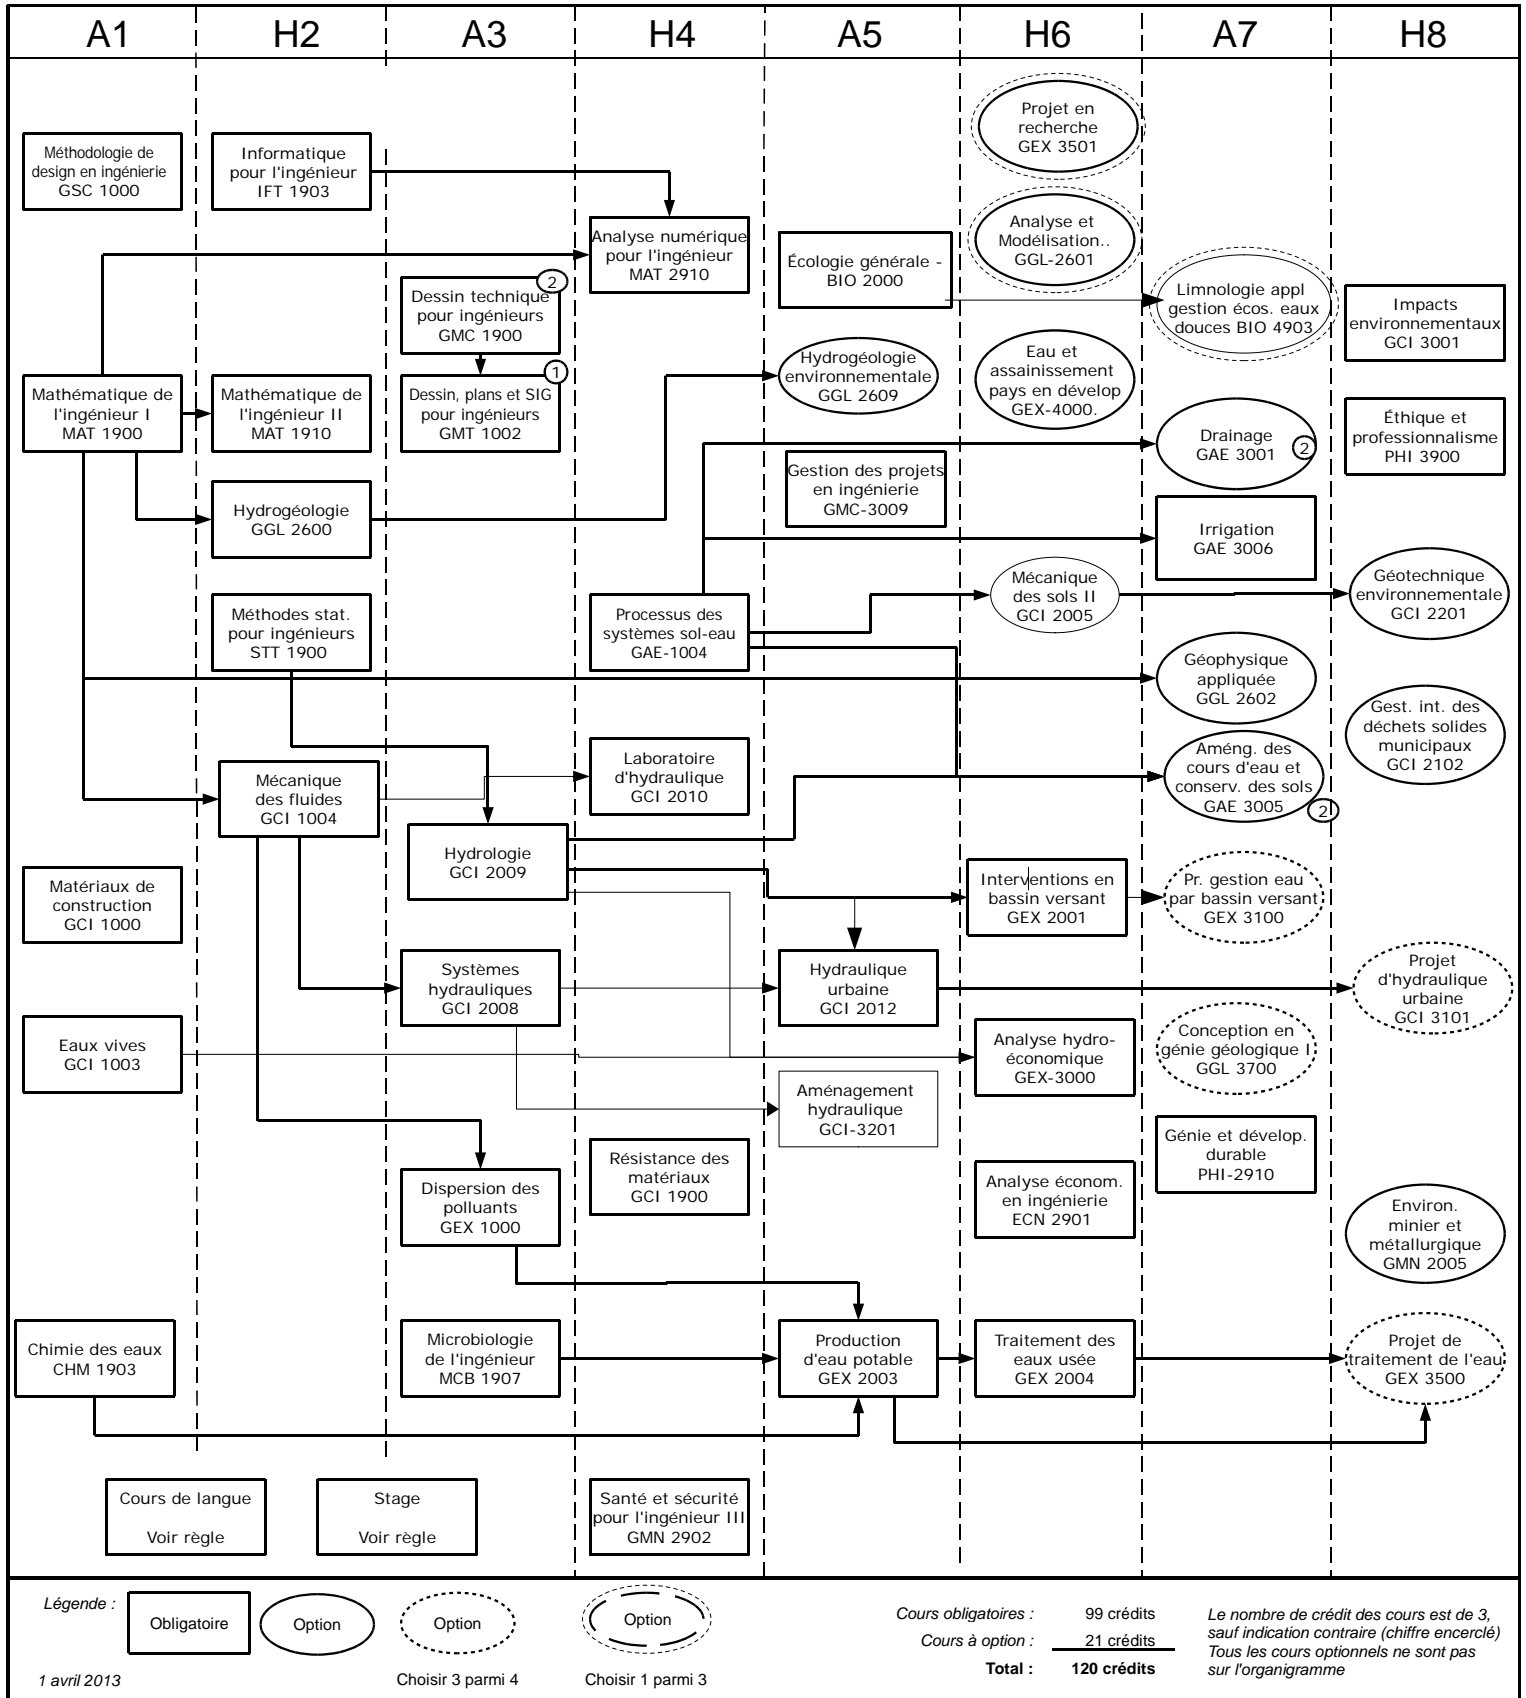 A1
H2
A3
H4
A5
H6
A7
H8
Méthodologie de
design en ingénierie
GSC 1000
Mathématique de
l'ingénieur I
MAT 1900
Matériaux de
construction
GCI 1000
Eaux vives
GCI 1003
Chimie des eaux
CHM 1903
Cours de langue
Voir règle
Informatique
pour l'ingénieur
IFT 1903
Mathématique de
l'ingénieur II
MAT 1910
Hydrogéologie
GGL 2600
Méthodes stat.
pour ingénieurs
STT 1900
Mécanique
des fluides
GCI 1004
Stage
Voir règle
2
Dessin technique
pour ingénieurs
GMC 1900
1
Dessin, plans et SIG
pour ingénieurs
GMT 1002
Hydrologie
GCI 2009
Systèmes
hydrauliques
GCI 2008
Dispersion des
polluants
GEX 1000
Microbiologie
de l'ingénieur
MCB 1907
Analyse numérique
pour l'ingénieur
MAT 2910
Processus des
systèmes sol-eau
GAE-1004
Laboratoire
d'hydraulique
GCI 2010
Résistance des
matériaux
GCI 1900
Santé et sécurité
pour l'ingénieur III
GMN 2902
Écologie générale -
BIO 2000
Hydrogéologie
environnementale
GGL 2609
Gestion des projets
en ingénierie
GMC-3009
Hydraulique
urbaine
GCI 2012
Aménagement
hydraulique
GCI-3201
Production
d'eau potable
GEX 2003
Projet en
recherche
GEX 3501
Analyse et
Modélisation..
GGL-2601
Eau et
assainissement
pays en dévelop
GEX-4000.
Mécanique
des sols II
GCI 2005
Interventions en
bassin versant
GEX 2001
Analyse hydro-
économique
GEX-3000
Analyse économ.
en ingénierie
ECN 2901
Traitement des
eaux usée
GEX 2004
Limnologie appl
gestion écos. eaux
douces BIO 4903
Drainage
GAE 3001
2
Irrigation
GAE 3006
Géophysique
appliquée
GGL 2602
Améng. des
cours d'eau et
conserv. des sols
GAE 3005
2
Pr. gestion eau
par bassin versant
GEX 3100
Conception en
génie géologique I
GGL 3700
Génie et dévelop.
durable
PHI-2910
Impacts
environnementaux
GCI 3001
Éthique et
professionnalisme
PHI 3900
Géotechnique
environnementale
GCI 2201
Gest. int. des
déchets solides
municipaux
GCI 2102
Projet
d'hydraulique
urbaine
GCI 3101
Environ.
minier et
métallurgique
GMN 2005
Projet de
traitement de l'eau
GEX 3500
Légende :
Obligatoire
Option
Option
Choisir 3 parmi 4
Option
Choisir 1 parmi 3
1 avril 2013
Cours obligatoires : 99 crédits
Cours à option : 21 crédits
Total : 120 crédits
Le nombre de crédit des cours est de 3,
sauf indication contraire (chiffre encerclé)
Tous les cours optionnels ne sont pas
sur l'organigramme